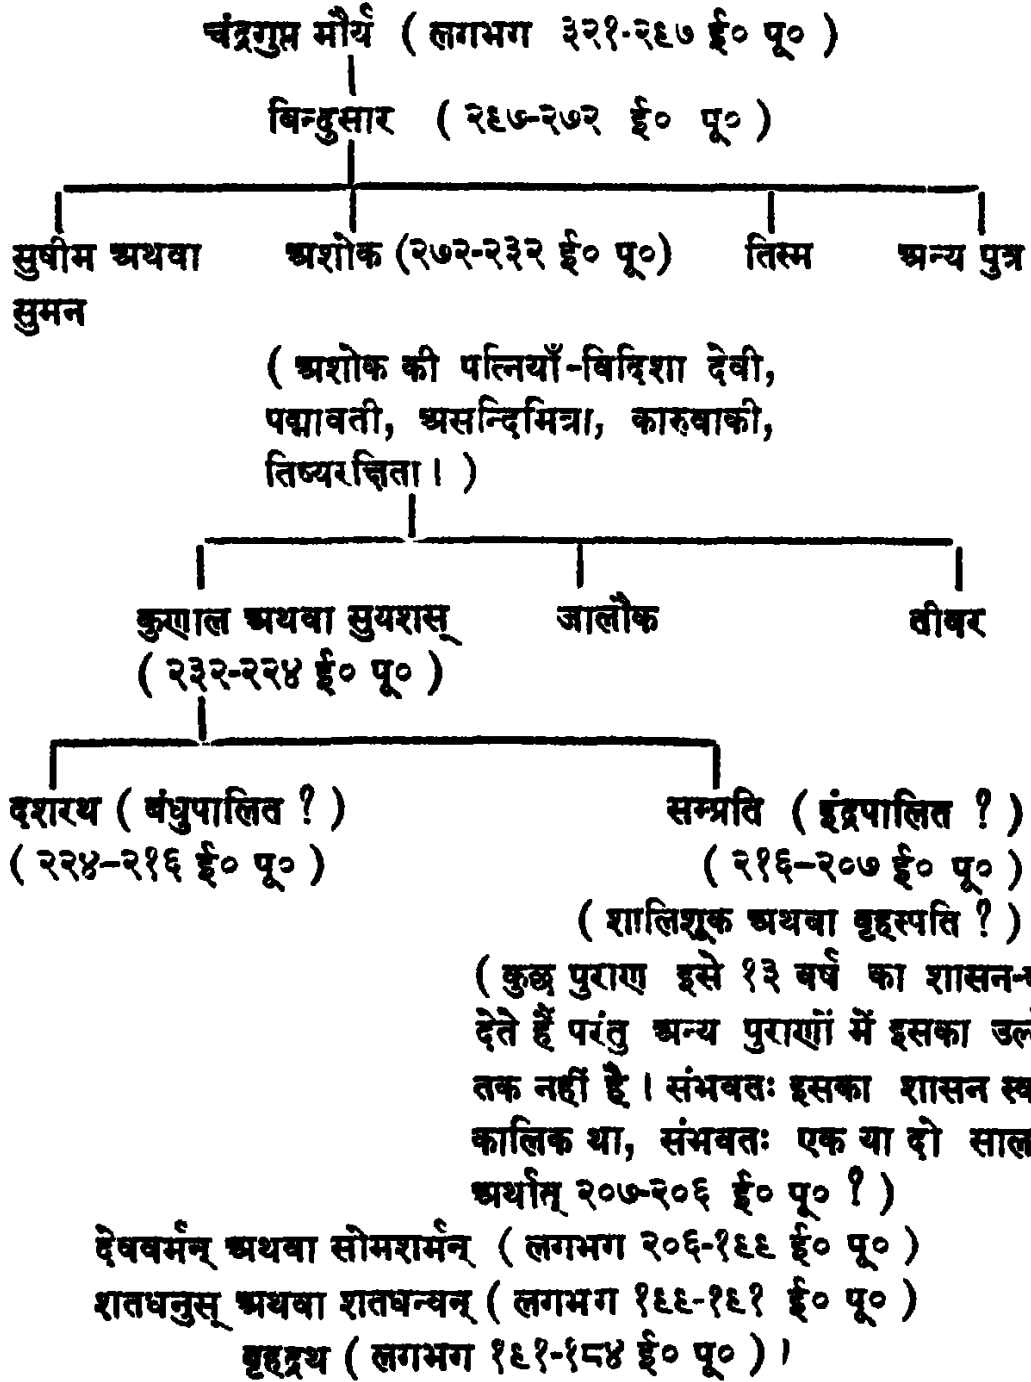 चंद्रगुप्त मौर्य ( लगभग ३२१-२९७ ई० पू० )
बिन्दुसार ( २९७-२७२ ई० पू० )
सुषीम अथवा अशोक (२७२-२३२ ई० पू०) तिस्म अन्य पुत्र
सुमन
( अशोक की पत्नियाँ-विदिशा देवी,
पद्मावती, असन्दिमित्रा, कारुवाकी,
तिष्यरक्षिता । )
कुणाल अथवा सुयशस् जालौक तीवर
( २३२-२२४ ई० पू० )
दशरथ ( बंधुपालित ? ) सम्प्रति ( इंद्रपालित ? )
( २२४–२१६ ई० पू० ) ( २१६–२०७ ई० पू० )
( शालिशूक अथवा वृहस्पति ? )
( कुछ पुराण इसे १३ वर्ष का शासन-
देते हैं परंतु अन्य पुराणों में इसका
तक नहीं है । संभवतः इसका शासन
कालिक था, संभवतः एक या दो साल
अर्थात् २०७-२०६ ई० पू० ? )
देववर्मन् अथवा सोमशर्मन् ( लगभग २०६-१९९ ई० पू० )
शतधनुस् अथवा शतधन्वन् ( लगभग १९९-१९१ ई० पू० )
बृहद्रथ ( लगभग १९१-१८४ ई० पू० ) ।